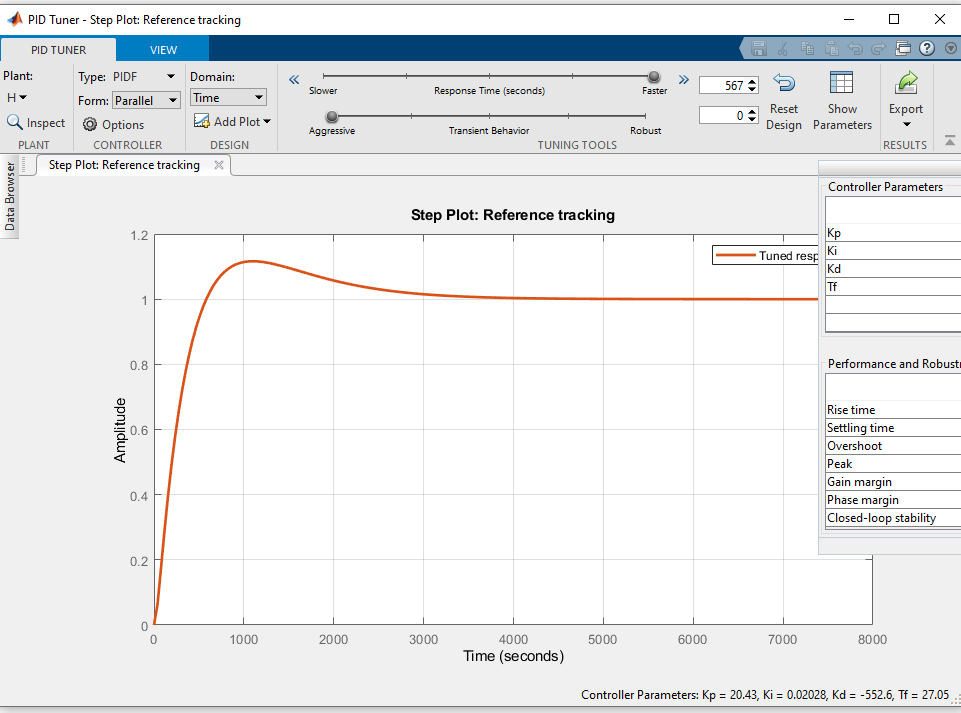 PID Tuner - Step Plot: Reference tracking
PID TUNER
VIEW
Plant:
H
Inspect
PLANT
Type: PIDF
Form: Parallel
Options
CONTROLLER
Domain:
Time
Add Plot
DESIGN
Slower
Response Time (seconds)
Faster
567
Aggressive
Transient Behavior
Robust
0
TUNING TOOLS
Reset
Design
Show
Parameters
Export
RESULTS
Data Browser
Step Plot: Reference tracking
Step Plot: Reference tracking
Tuned resp
1.2
1
0.8
0.6
0.4
0.2
0
Amplitude
0 1000 2000 3000 4000 5000 6000 7000 8000
Time (seconds)
Controller Parameters
Kp
Ki
Kd
Tf
Performance and Robustn
Rise time
Settling time
Overshoot
Peak
Gain margin
Phase margin
Closed-loop stability
Controller Parameters: Kp = 20.43, Ki = 0.02028, Kd = -552.6, Tf = 27.05